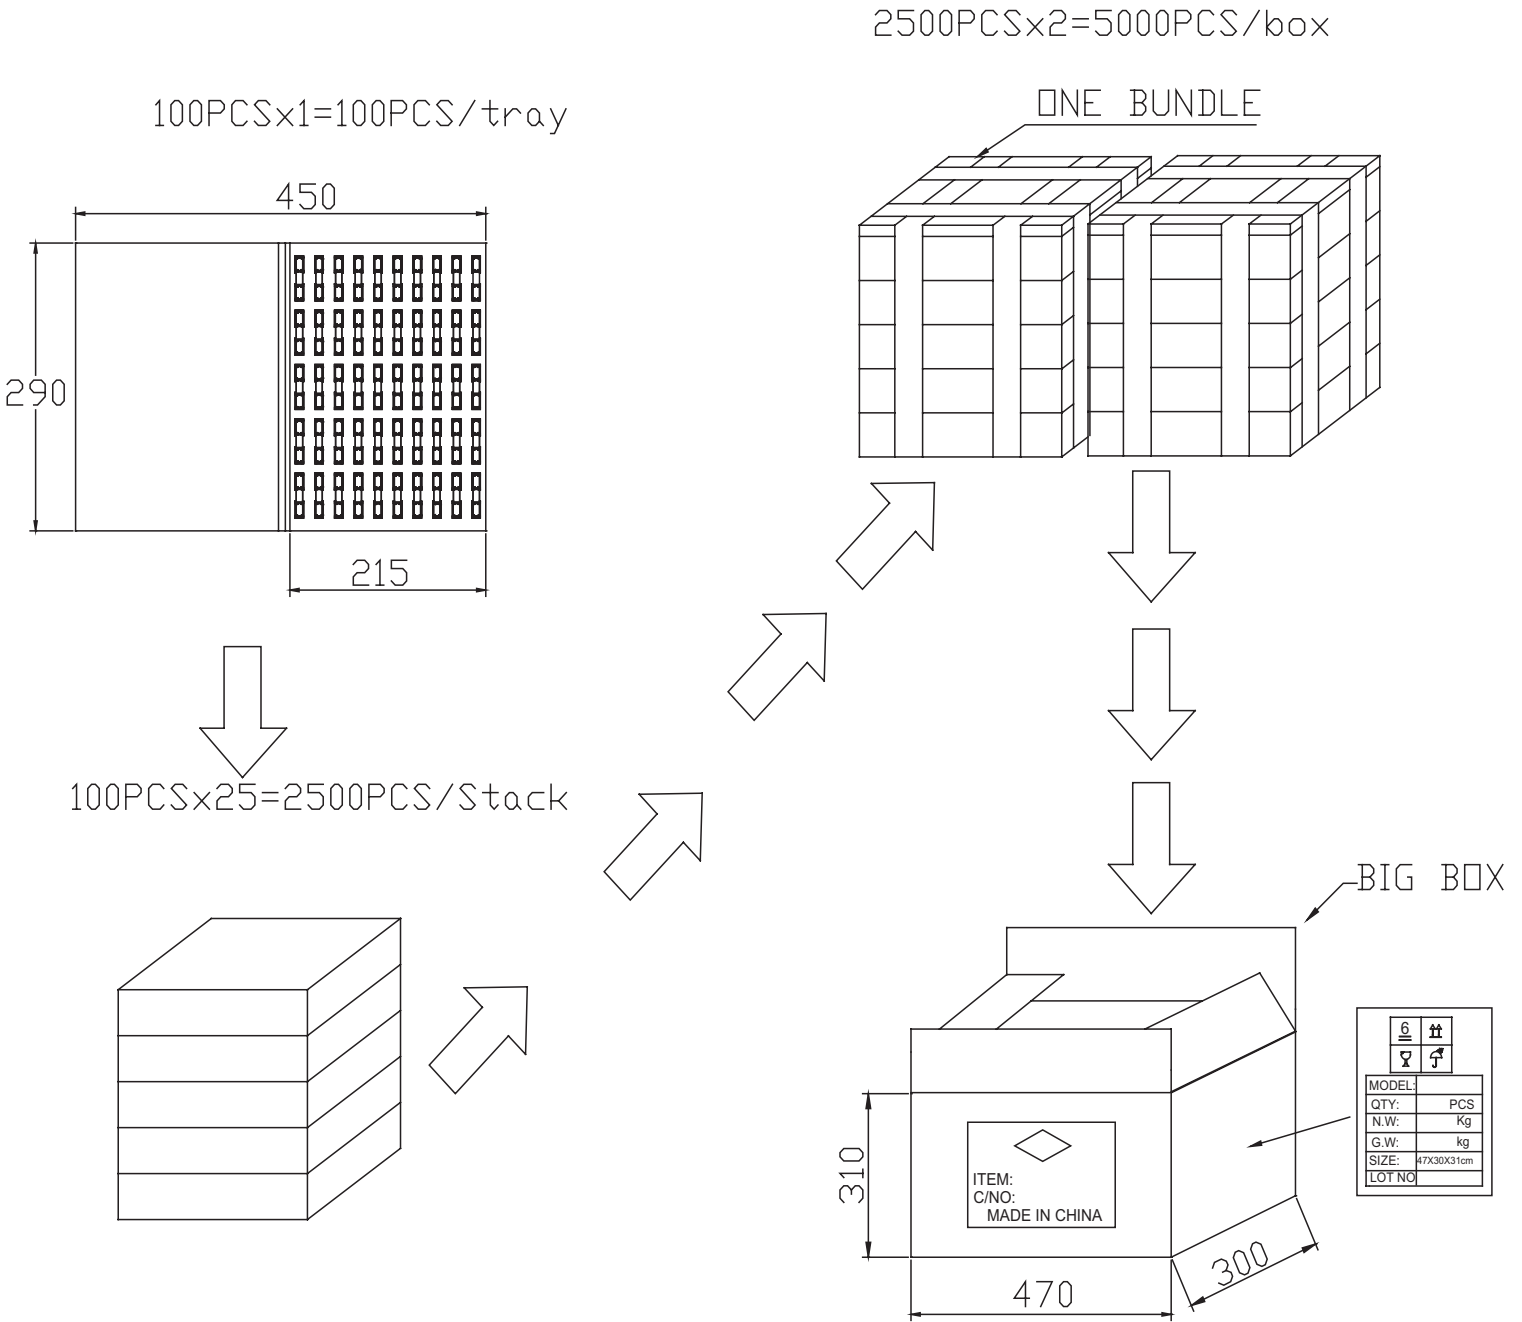 2500PCSx2=5000PCS/box
ONE BUNDLE
100PCSx1=100PCS/tray
450
290
215
100PCSx25=2500PCS/Stack
BIG BOX
6
MODEL:
QTY: PCS
N.W: Kg
G.W: kg
SIZE: 47X30X31cm
LOT NO
ITEM:
C/NO:
MADE IN CHINA
310
300
470